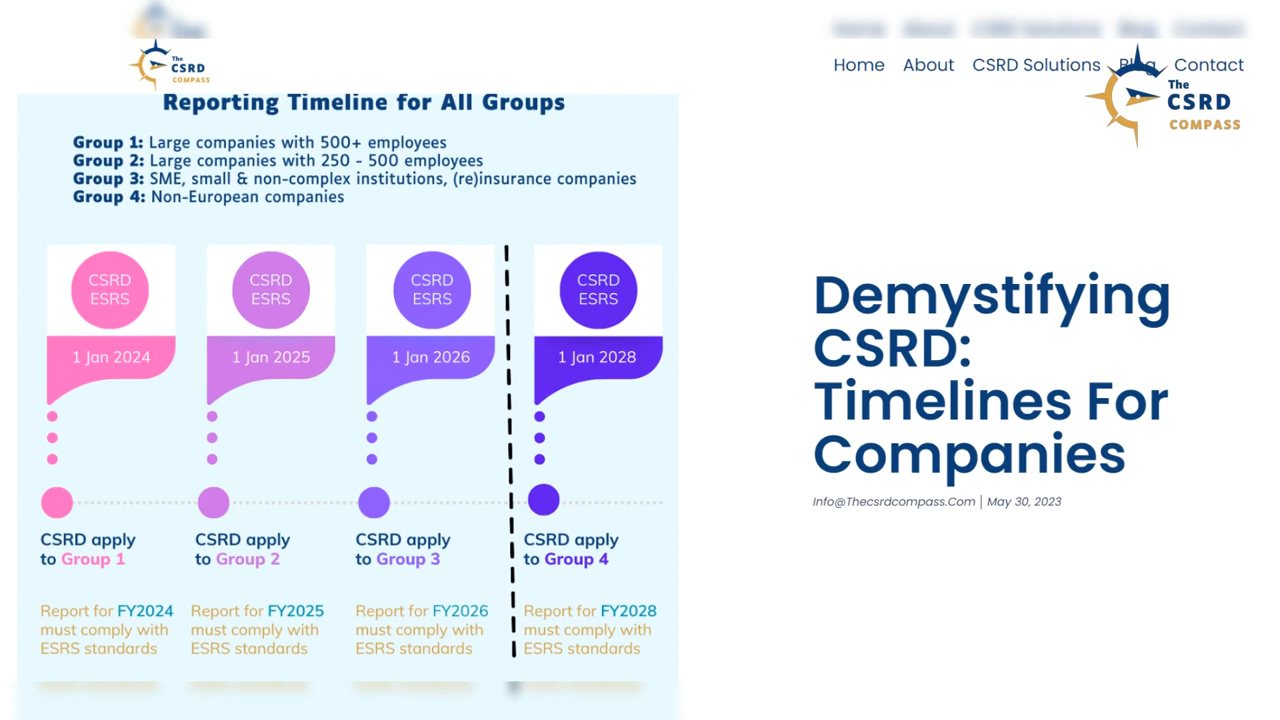 The
CSRD
COMPASS
Reporting Timeline for All Groups
Group 1: Large companies with 500+ employees
Group 2: Large companies with 250 - 500 employees
Group 3: SME, small & non-complex institutions, (re)insurance companies
Group 4: Non-European companies
CSRD
ESRS
CSRD
ESRS
CSRD
ESRS
CSRD
ESRS
1 Jan 2024
1 Jan 2025
1 Jan 2026
1 Jan 2028
CSRD apply
to Group 1
CSRD apply
to Group 2
CSRD apply
to Group 3
CSRD apply
to Group 4
Report for FY2024
must comply with
ESRS standards
Report for FY2025
must comply with
ESRS standards
Report for FY2026
must comply with
ESRS standards
Report for FY2028
must comply with
ESRS standards
Home About CSRD Solutions Blog Contact
The
CSRD
COMPASS
Demystifying
CSRD:
Timelines For
Companies
Info@Thecsrdcompass.Com | May 30, 2023